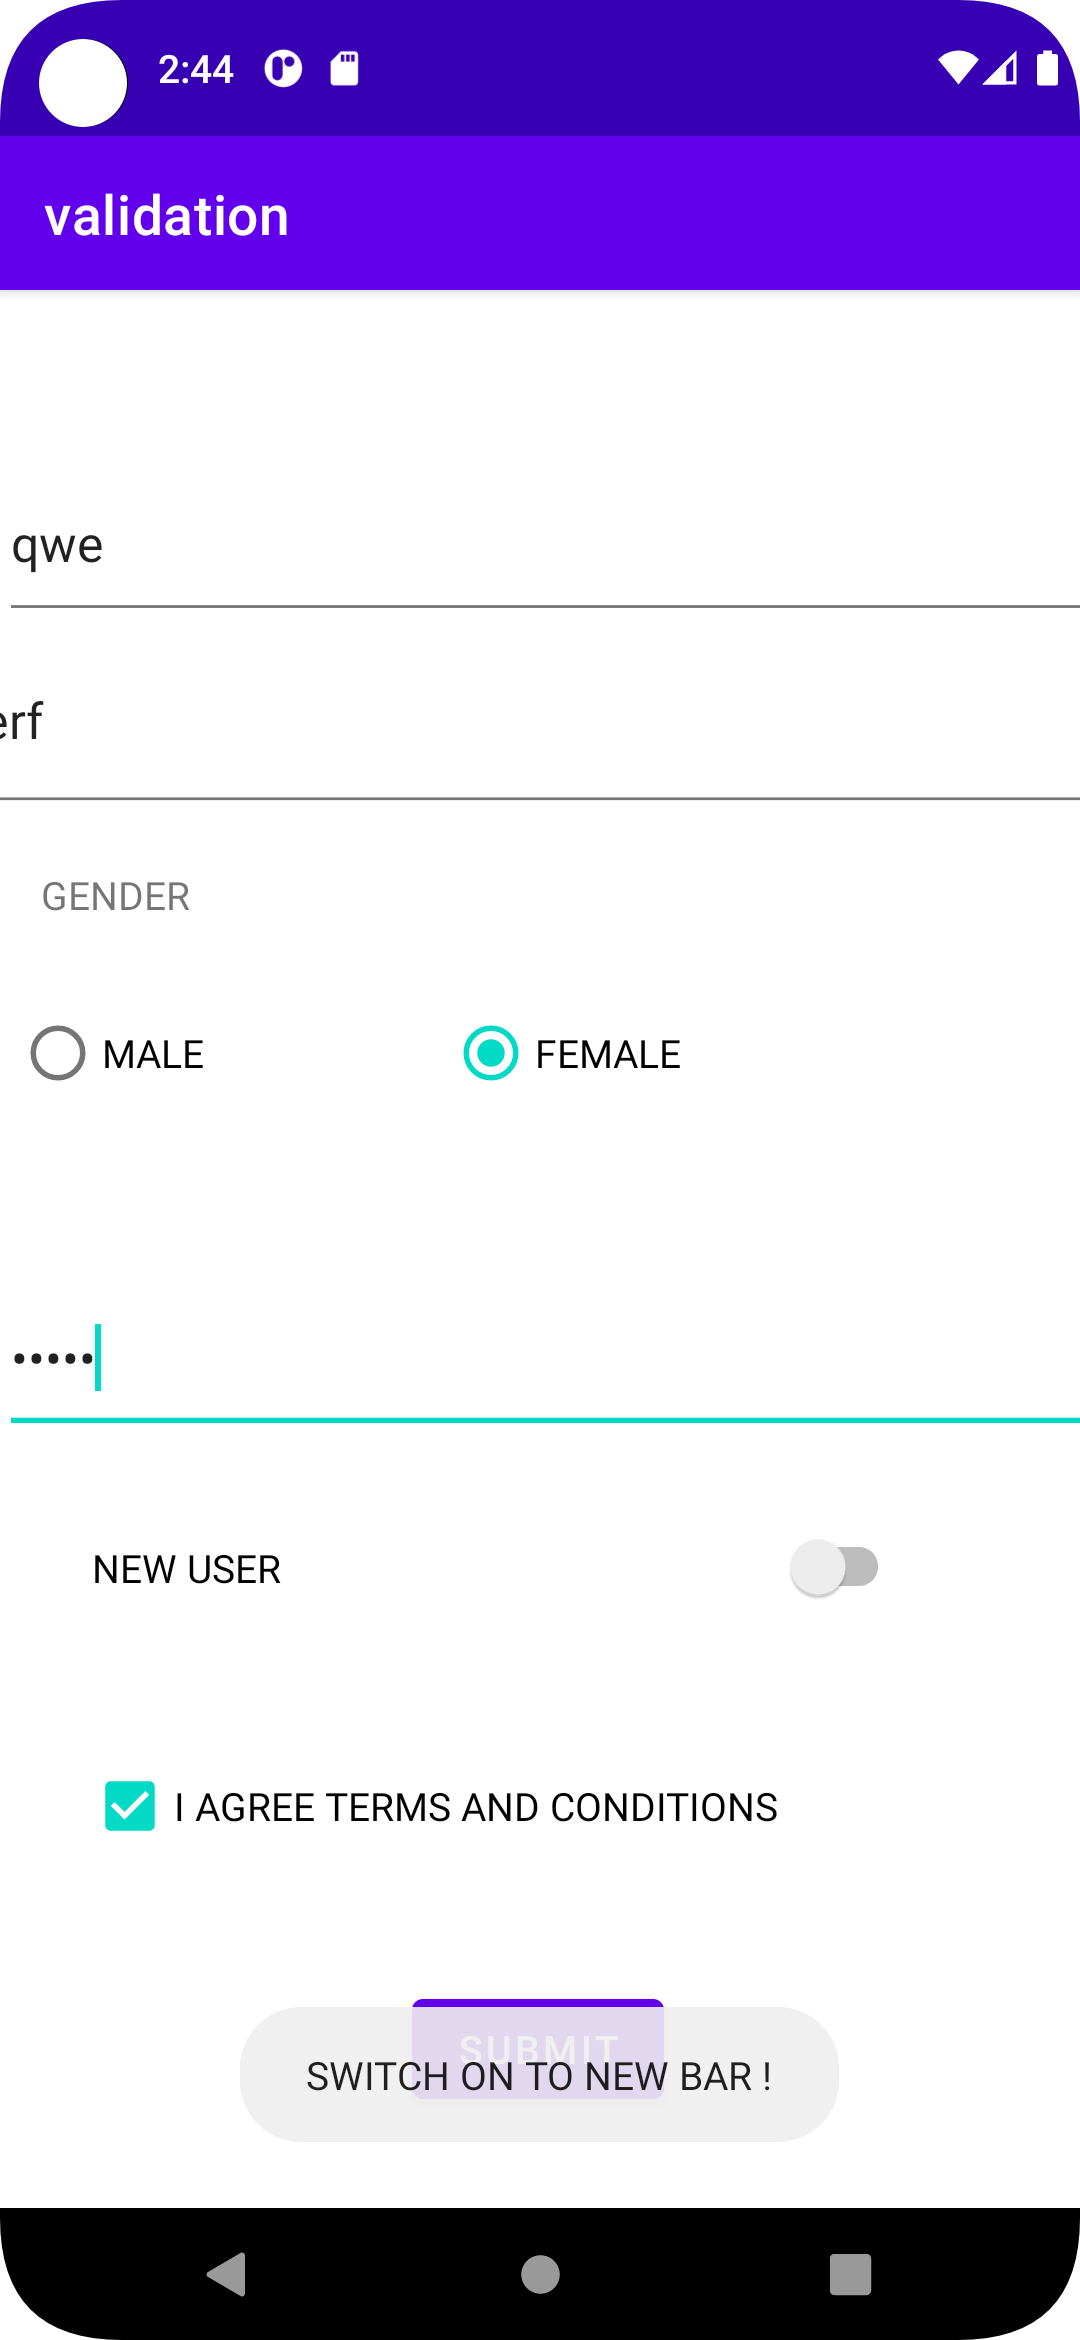 2:44
validation
qwe
erf
GENDER
MALE FEMALE
•••••
NEW USER
I AGREE TERMS AND CONDITIONS
SUBMIT
SWITCH ON TO NEW BAR !